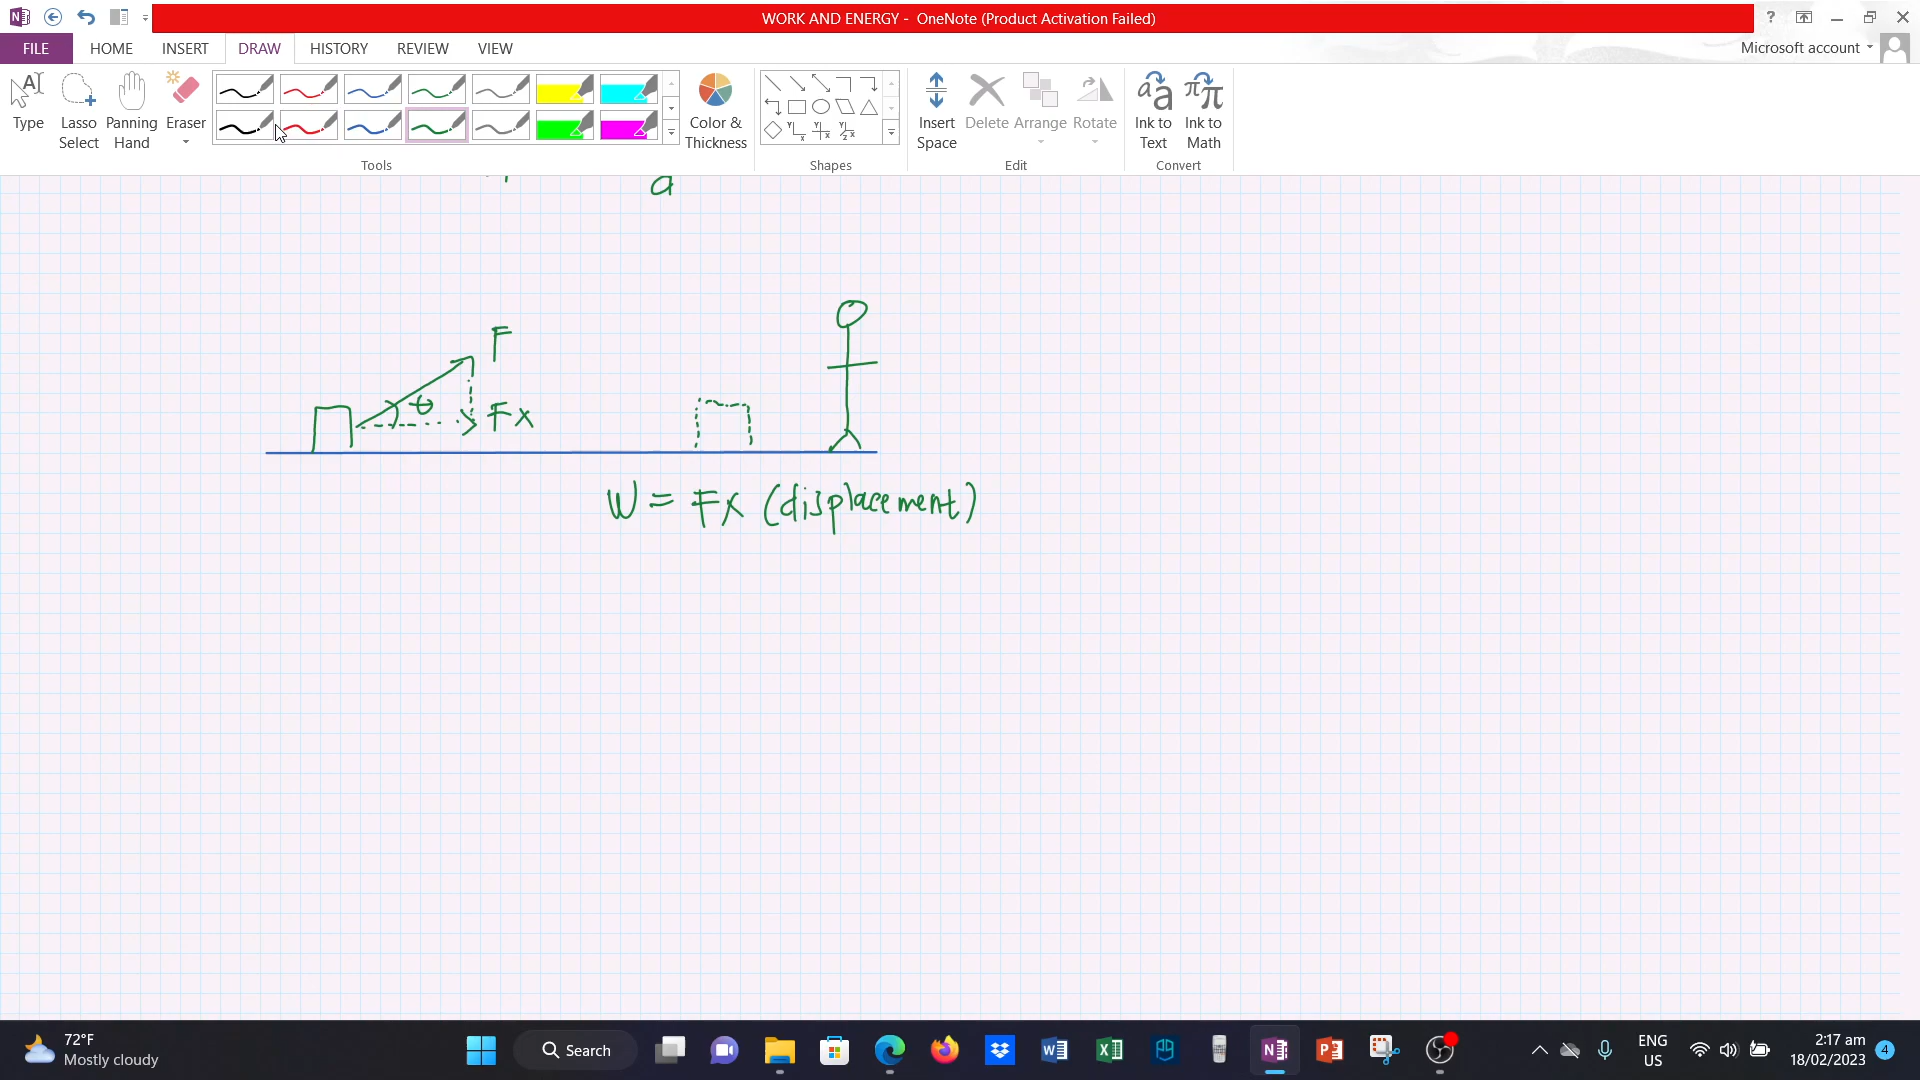 WORK AND ENERGY - OneNote (Product Activation Failed)
FILE HOME INSERT DRAW HISTORY REVIEW VIEW
Microsoft account
Type
Lasso Select
Panning Hand
Eraser
Color & Thickness
Insert Space
Delete
Arrange
Rotate
Ink to Text
Ink to Math
Tools
Shapes
Edit
Convert
a
F
θ
Fx
W = Fx (displacement)
72°F
Mostly cloudy
Search
ENG
US
2:17 am
18/02/2023
4